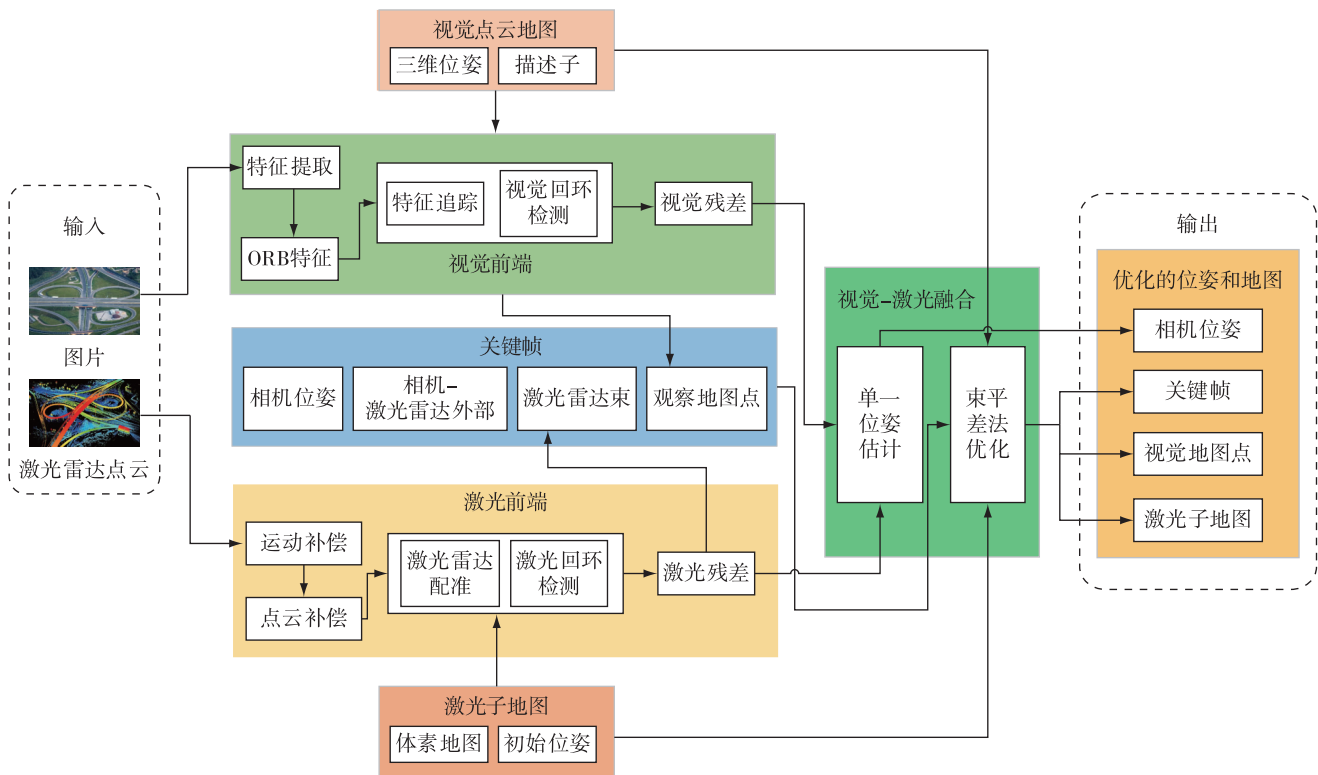 视觉点云地图
三维位姿
描述子
输入
图片
激光雷达点云
特征提取
ORB特征
特征追踪
视觉回环
检测
视觉残差
视觉前端
关键帧
相机位姿
相机–
激光雷达外部
激光雷达束
观察地图点
激光前端
运动补偿
点云补偿
激光雷达
配准
激光回环
检测
激光残差
激光子地图
体素地图
初始位姿
视觉–激光融合
单一
位姿
估计
束平
差法
优化
输出
优化的位姿和地图
相机位姿
关键帧
视觉地图点
激光子地图